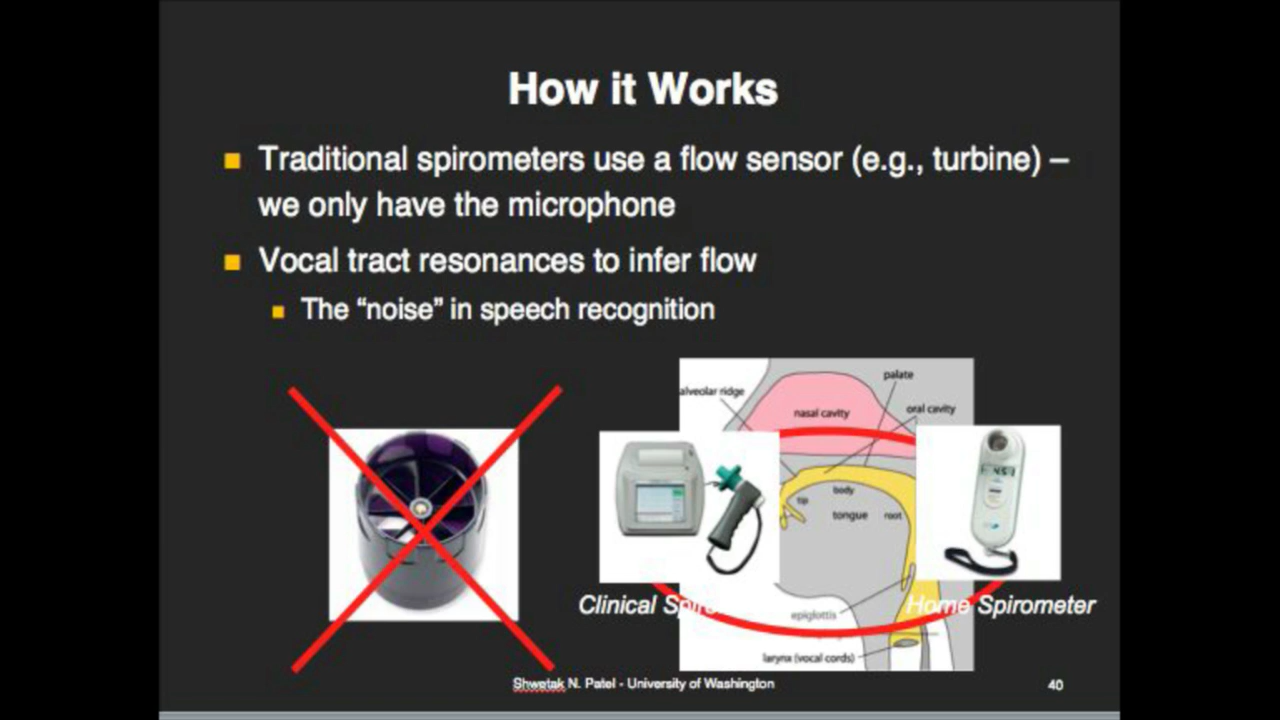 How it Works
Traditional spirometers use a flow sensor (e.g., turbine) –
we only have the microphone
Vocal tract resonances to infer flow
The “noise” in speech recognition
palate
alveolar ridge
oral cavity
nasal cavity
body
tip
tongue
root
Clinical
Home Spirometer
epiglottis
larynx (vocal cords)
Shwetak N. Patel - University of Washington
40